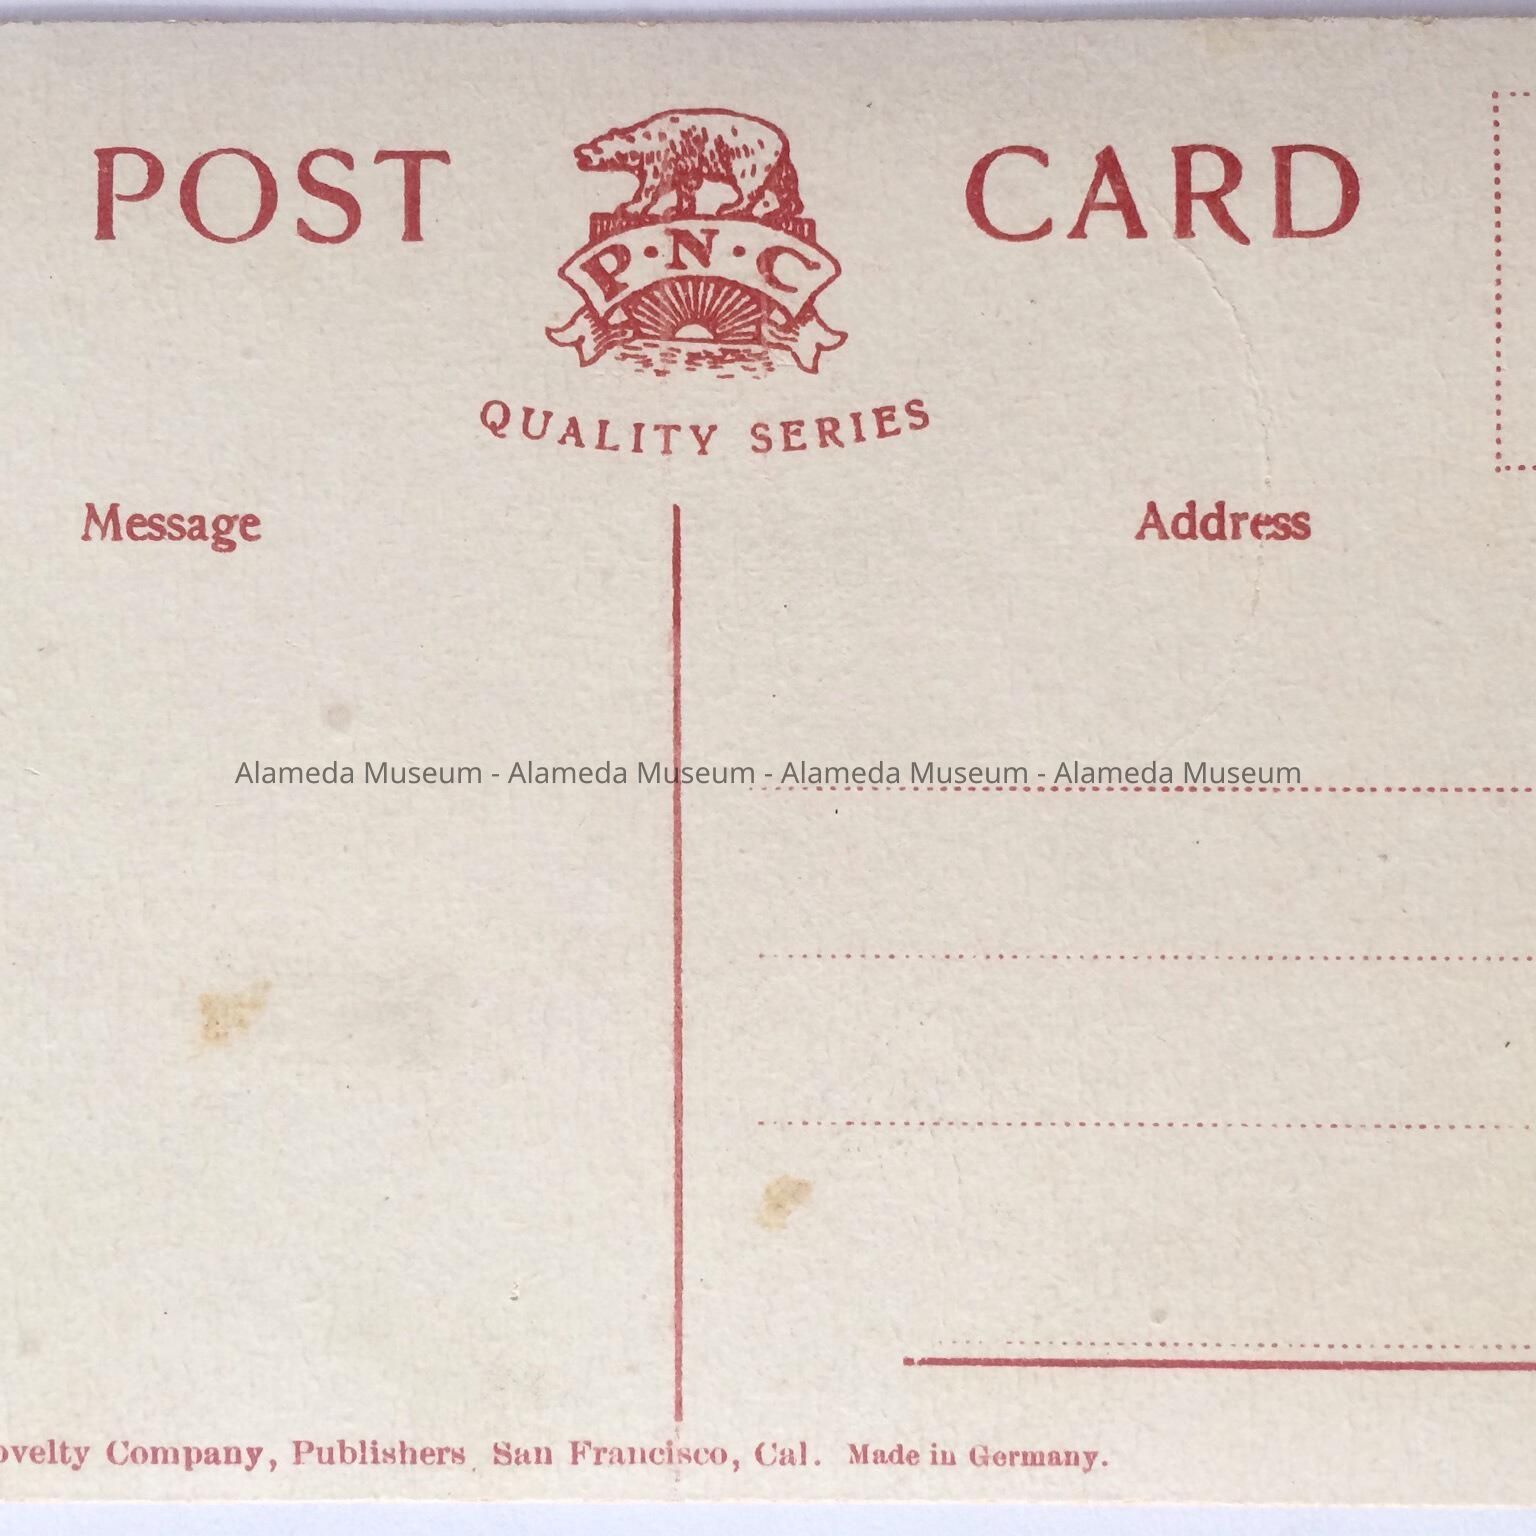 POST CARD
P·N·C
QUALITY SERIES
Message
Address
Alameda Museum - Alameda Museum - Alameda Museum - Alameda Museum
ovelty Company, Publishers San Francisco, Cal. Made in Germany.